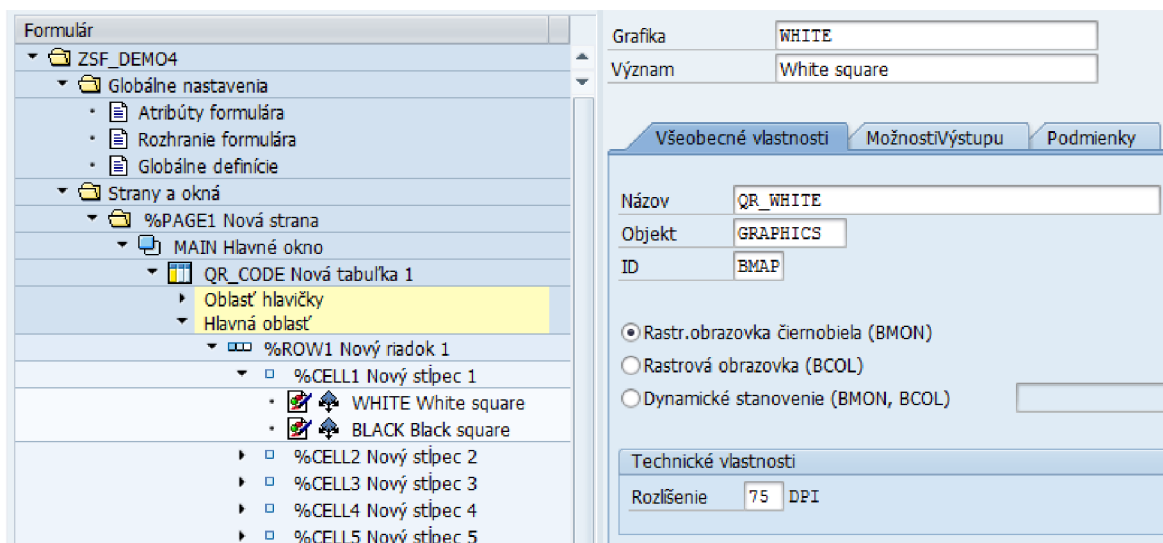 Formulár
ZSF_DEMO4
Globálne nastavenia
Atribúty formulára
Rozhranie formulára
Globálne definície
Strany a okná
%PAGE1 Nová strana
MAIN Hlavné okno
QR_CODE Nová tabuľka 1
Oblasť hlavičky
Hlavná oblasť
%ROW1 Nový riadok 1
%CELL1 Nový stĺpec 1
WHITE White square
BLACK Black square
%CELL2 Nový stĺpec 2
%CELL3 Nový stĺpec 3
%CELL4 Nový stĺpec 4
%CELL5 Nový stĺpec 5
Grafika WHITE
Význam White square
Všeobecné vlastnosti MožnostiVýstupu Podmienky
Názov QR_WHITE
Objekt GRAPHICS
ID BMAP
Rastr.obrazovka čiernobiela (BMON)
Rastrová obrazovka (BCOL)
Dynamické stanovenie (BMON, BCOL)
Technické vlastnosti
Rozlíšenie 75 DPI